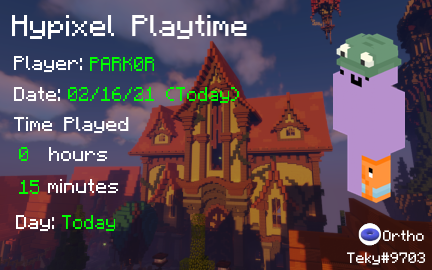 Hypixel Playtime
Player: PARK0R
Date: 02/16/21 (Today)
Time Played
0 hours
15 minutes
Day: Today
Ortho
Teky#9703